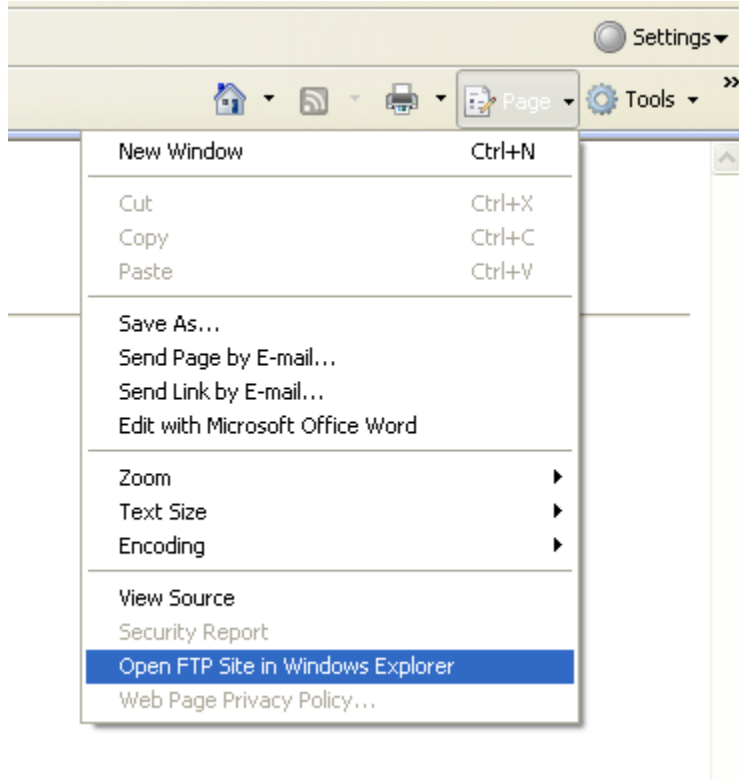 Settings
Page Tools »
New Window Ctrl+N
Cut Ctrl+X
Copy Ctrl+C
Paste Ctrl+V
Save As...
Send Page by E-mail...
Send Link by E-mail...
Edit with Microsoft Office Word
Zoom
Text Size
Encoding
View Source
Security Report
Open FTP Site in Windows Explorer
Web Page Privacy Policy...